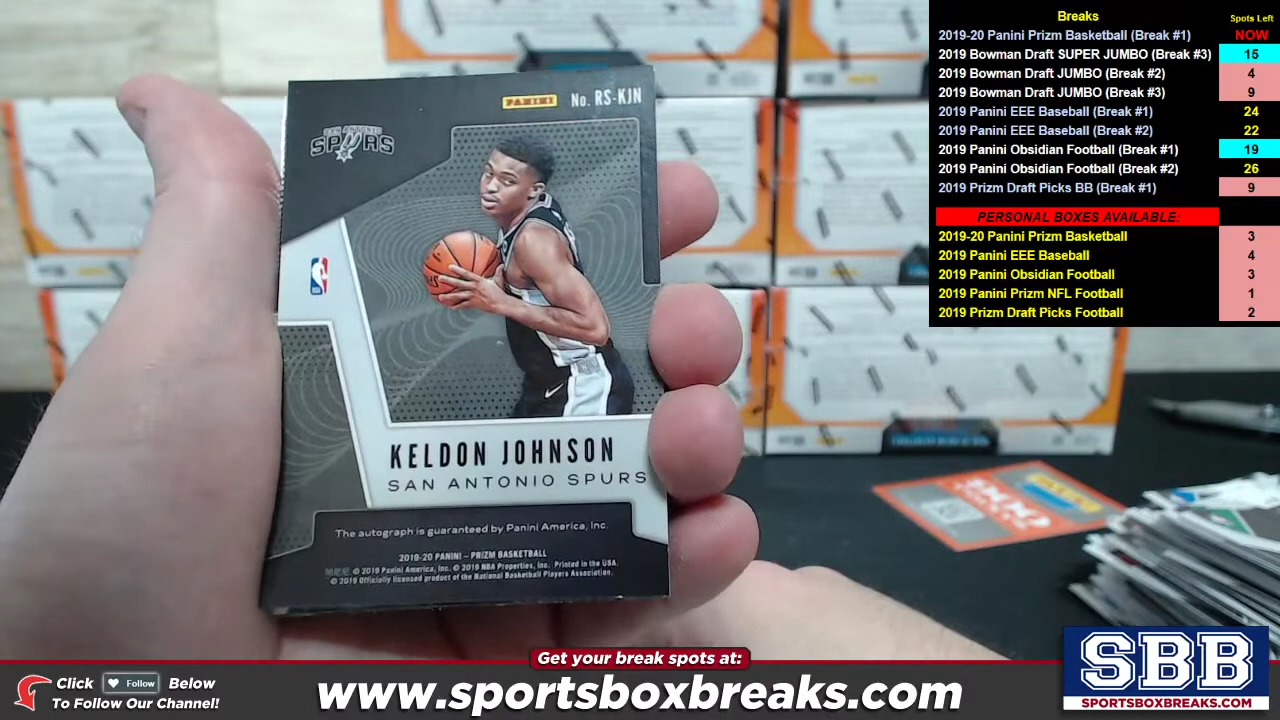 Breaks Spots Left
2019-20 Panini Prizm Basketball (Break #1) NOW
2019 Bowman Draft SUPER JUMBO (Break #3) 15
2019 Bowman Draft JUMBO (Break #2) 4
2019 Bowman Draft JUMBO (Break #3) 9
2019 Panini EEE Baseball (Break #1) 24
2019 Panini EEE Baseball (Break #2) 22
2019 Panini Obsidian Football (Break #1) 19
2019 Panini Obsidian Football (Break #2) 26
2019 Prizm Draft Picks BB (Break #1) 9
PERSONAL BOXES AVAILABLE:
2019-20 Panini Prizm Basketball 3
2019 Panini EEE Baseball 4
2019 Panini Obsidian Football 3
2019 Panini Prizm NFL Football 1
2019 Prizm Draft Picks Football 2
PANINI No. RS-KJN
SAN ANTONIO
SPURS
KELDON JOHNSON
SAN ANTONIO SPURS
The autograph is guaranteed by Panini America, Inc.
2019-20 PANINI – PRIZM BASKETBALL
© 2019 Panini America, Inc. © 2019 NBA Properties, Inc. Printed in the USA.
© 2019 Officially licensed product of the National Basketball Players Association.
Get your break spots at:
Click Follow Below
To Follow Our Channel!
www.sportsboxbreaks.com
SBB
SPORTSBOXBREAKS.COM